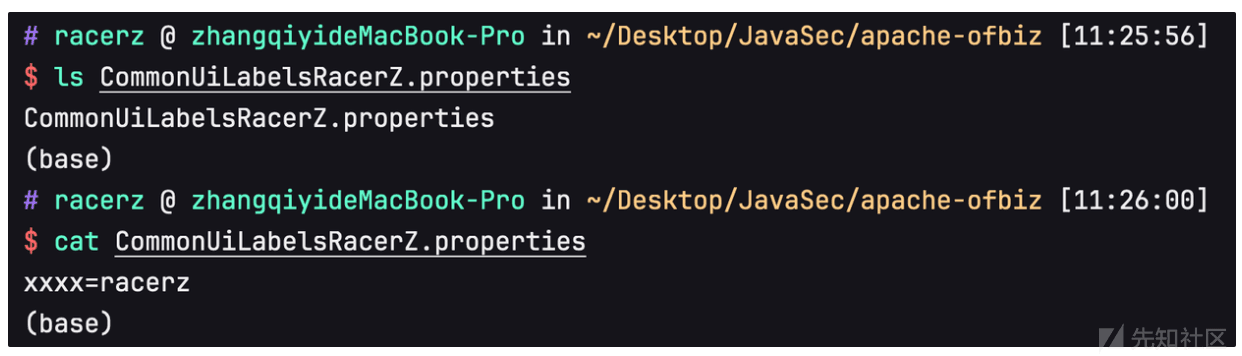 # racerz @ zhangqiyideMacBook-Pro in ~/Desktop/JavaSec/apache-ofbiz [11:25:56]
$ ls CommonUiLabelsRacerZ.properties
CommonUiLabelsRacerZ.properties
(base)
# racerz @ zhangqiyideMacBook-Pro in ~/Desktop/JavaSec/apache-ofbiz [11:26:00]
$ cat CommonUiLabelsRacerZ.properties
xxxx=racerz
(base)
先知社区